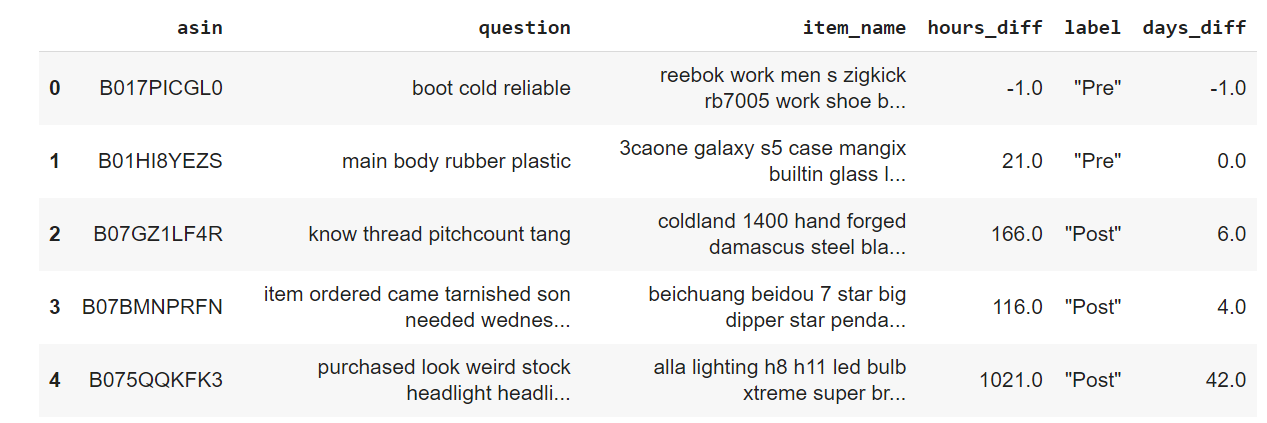 asin question item_name hours_diff label days_diff
0 B017PICGL0 boot cold reliable reebok work men s zigkick rb7005 work shoe b... -1.0 "Pre" -1.0
1 B01HI8YEZS main body rubber plastic 3caone galaxy s5 case mangix builtin glass l... 21.0 "Pre" 0.0
2 B07GZ1LF4R know thread pitchcount tang coldland 1400 hand forged damascus steel bla... 166.0 "Post" 6.0
3 B07BMNPRFN item ordered came tarnished son needed wednes... beichuang beidou 7 star big dipper star penda... 116.0 "Post" 4.0
4 B075QQKFK3 purchased look weird stock headlight headli... alla lighting h8 h11 led bulb xtreme super br... 1021.0 "Post" 42.0